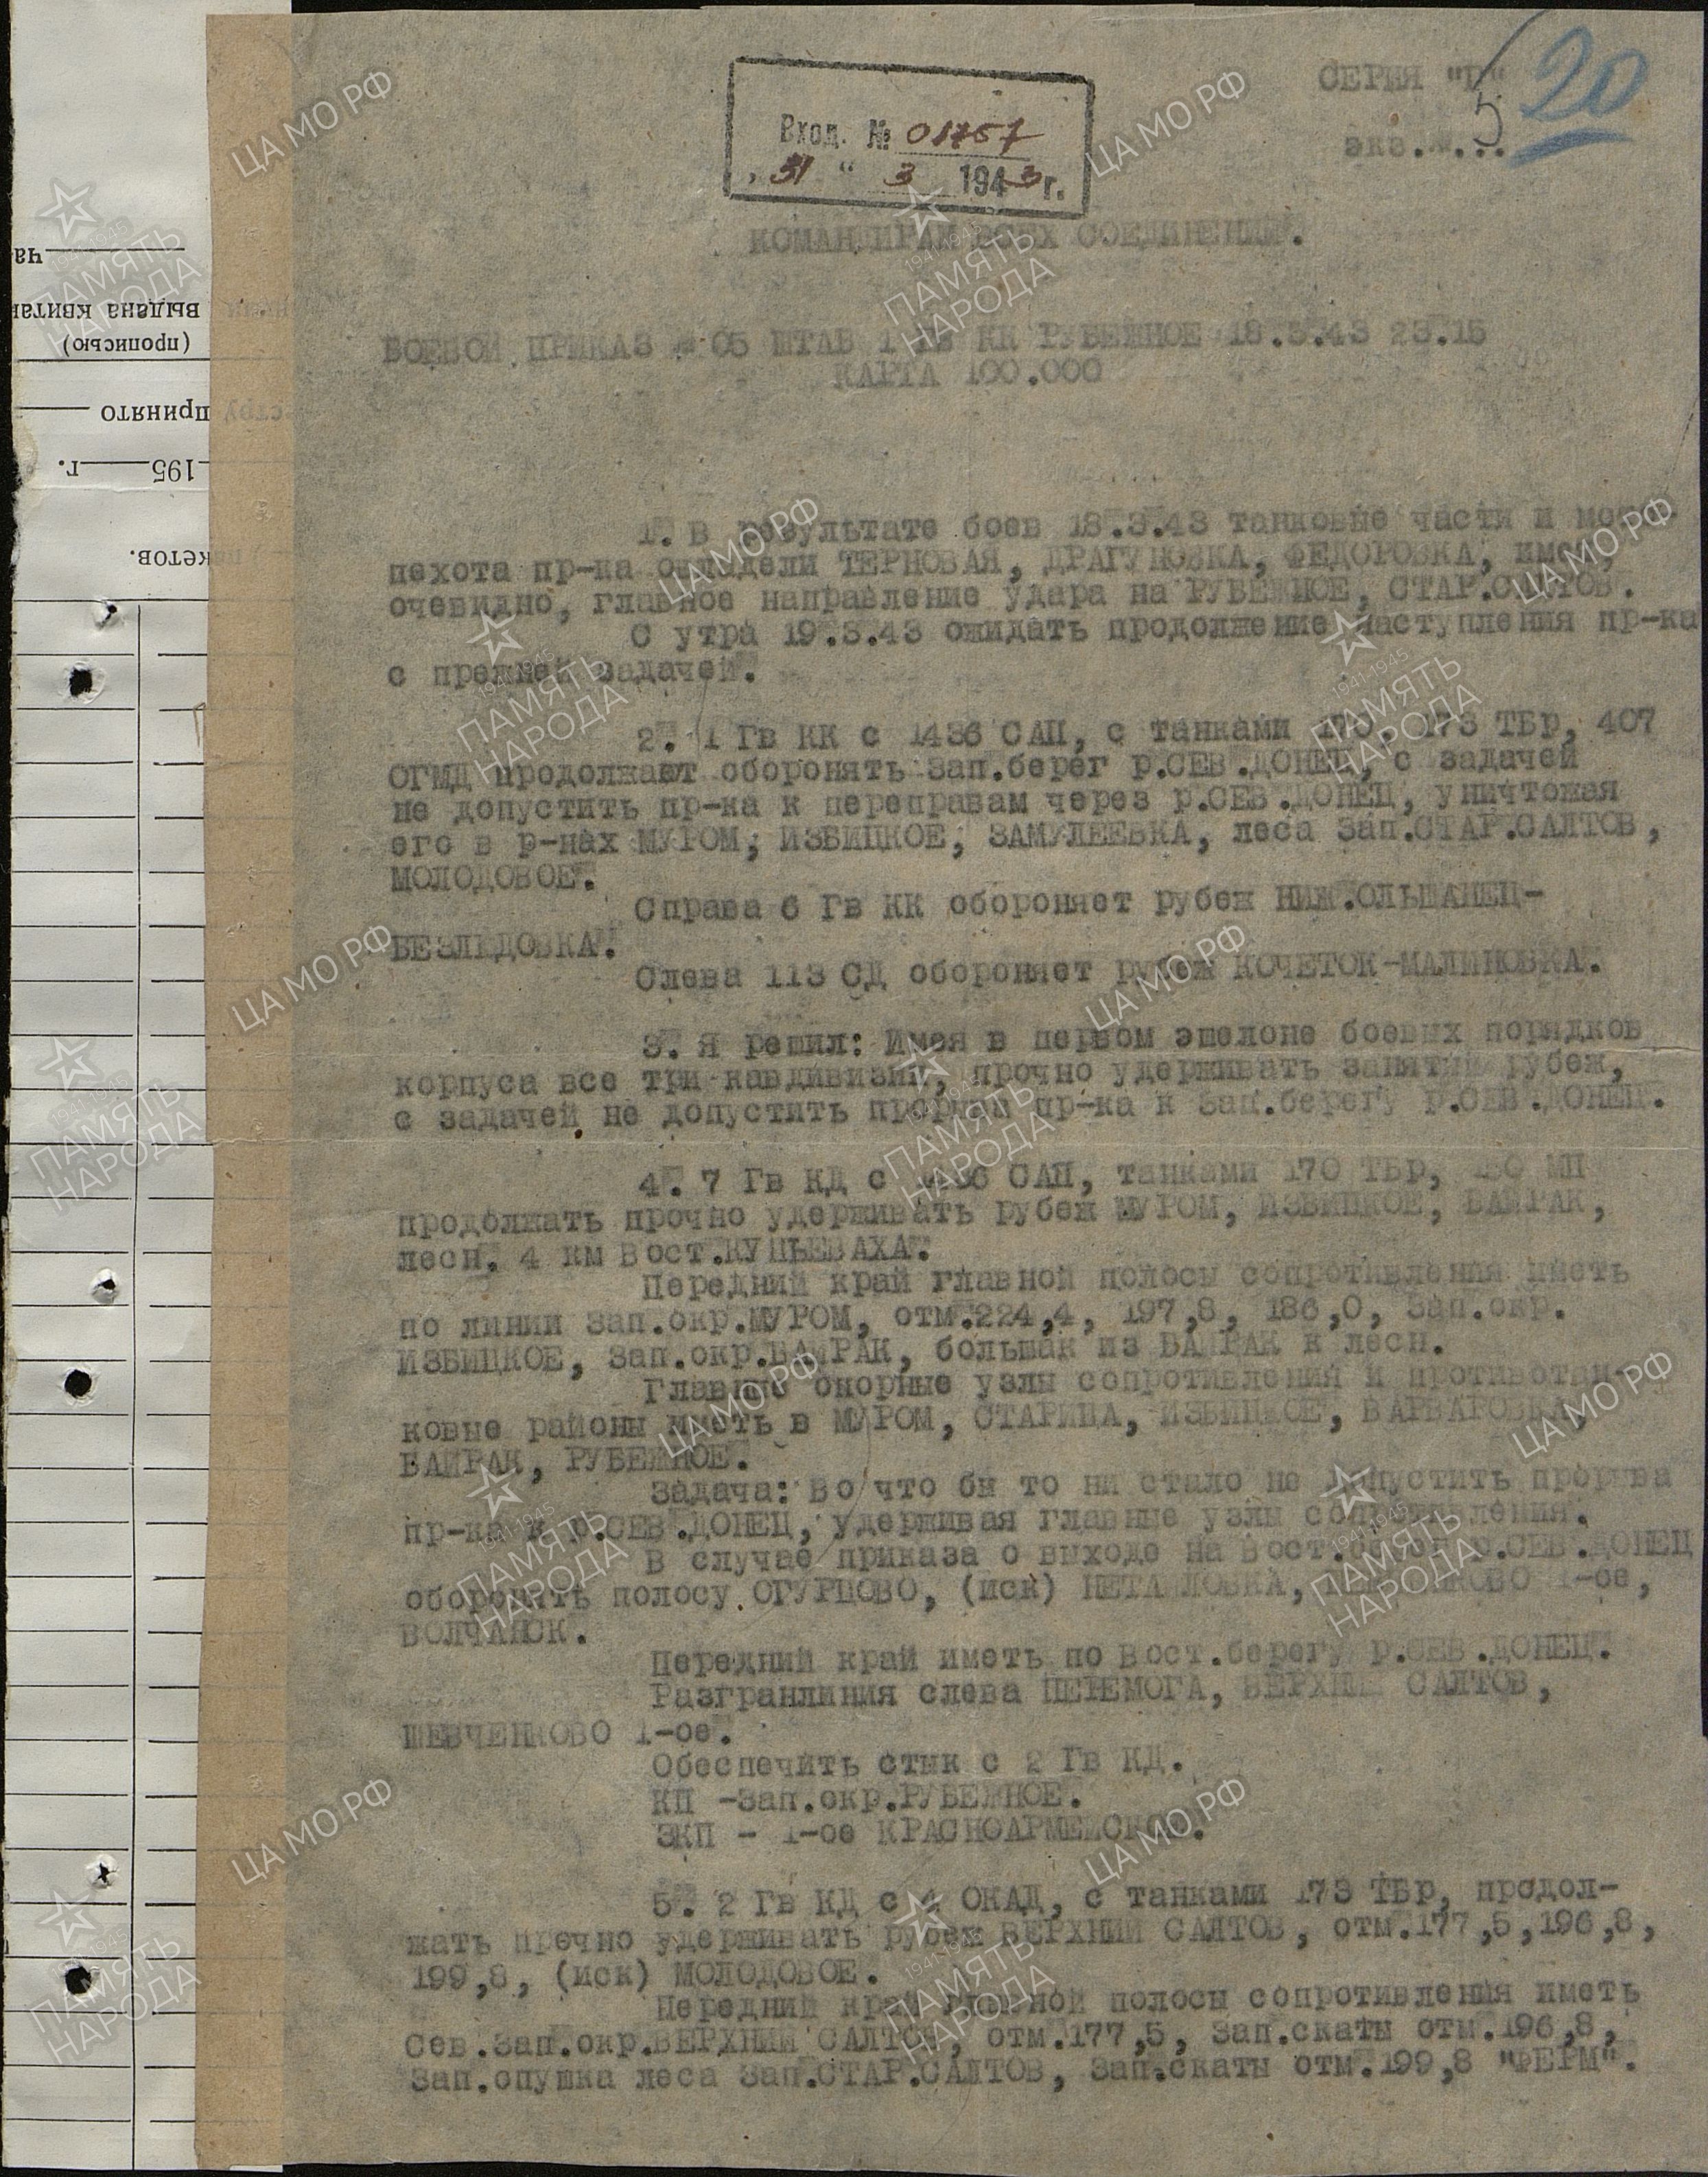 СЕРИЯ "Б"
20
5
экз.№...
Вход. № 01757
"31" 3 1943 г.
КОМАНДИРАМ ВСЕХ СОЕДИНЕНИЙ.
БОЕВОЙ ПРИКАЗ № 05 ШТАБ 1 Гв КК РУБЕЖНОЕ 18.3.43 23.15
КАРТА 100.000
1. В результате боев 18.3.43 танковые части и мото-
пехота пр-ка овладели ТЕРНОВАЯ, ДРАГУНОВКА, ФЕДОРОВКА, имея,
очевидно, главное направление удара на РУБЕЖНОЕ, СТАР.САЛТОВ.
С утра 19.3.43 ожидать продолжение наступления пр-ка
с прежней задачей.
2. 1 Гв КК с 1436 САП, с танками 170, 173 ТБр, 407
ОГМД продолжает оборонять Зап.берег р.СЕВ.ДОНЕЦ, с задачей
не допустить пр-ка к переправам через р.СЕВ.ДОНЕЦ, уничтожая
его в р-нах МУРОМ, ИЗБИЦКОЕ, ЗАМУЛЕЕВКА, леса Зап.СТАР.САЛТОВ,
МОЛОДОВОЕ.
Справа 6 Гв КК обороняет рубеж НИЖ.ОЛЬШАНЕЦ-
БЕЗЛЮДОВКА.
Слева 113 СД обороняет рубеж КОЧЕТОК-МАЛИНОВКА.
3. Я решил: Имея в первом эшелоне боевых порядков
корпуса все три кавдивизии, прочно удерживать занятый рубеж,
с задачей не допустить прорыва пр-ка к Зап.берегу р.СЕВ.ДОНЕЦ.
4. 7 Гв КД с 1436 САП, танками 170 ТБр, МП
продолжать прочно удерживать рубеж МУРОМ, ИЗБИЦКОЕ, БАЙРАК,
лесн. 4 км Вост.КУПЬЕВАХА.
Передний край главной полосы сопротивления иметь
по линии Зап.окр.МУРОМ, отм.224,4, 197,8, 186,0, Зап.окр.
ИЗБИЦКОЕ, Зап.окр.БАЙРАК, большак из БАЙРАК к лесн.
Главные опорные узлы сопротивления и противотан-
ковые районы иметь в МУРОМ, СТАРИЦА, ИЗБИЦКОЕ, ВАРВАРОВКА,
БАЙРАК, РУБЕЖНОЕ.
Задача: Во что бы то ни стало не допустить прорыва
пр-ка к р.СЕВ.ДОНЕЦ, удерживая главные узлы сопротивления.
В случае приказа о выходе на Вост.берег р.СЕВ.ДОНЕЦ
оборонять полосу ОГУРЦОВО, (иск) МЕТАЛЛОВКА, ШЕВЧЕНКОВО 1-ое,
ВОЛЧАНСК.
Передний край иметь по Вост.берегу р.СЕВ.ДОНЕЦ.
Разгранлиния слева ПЕРЕМОГА, ВЕРХНИЙ САЛТОВ,
ШЕВЧЕНКОВО 1-ое.
Обеспечить стык с 2 Гв КД.
КП -Зап.окр.РУБЕЖНОЕ.
ЗКП - 1-ое КРАСНОАРМЕЙСКОЕ.
5. 2 Гв КД с 4 ОКАД, с танками 173 ТБр, продол-
жать прочно удерживать рубеж ВЕРХНИЙ САЛТОВ, отм.177,5,196,8,
199,8, (иск) МОЛОДОВОЕ.
Передний край главной полосы сопротивления иметь
Сев.Зап.окр.ВЕРХНИЙ САЛТОВ, отм.177,5, Зап.скаты отм.196,8,
Зап.опушка леса Зап.СТАР.САЛТОВ, Зап.скаты отм.199,8 "ФЕРМ".
кетов.
195 г.
Принято
(прописью)
выдана квитан
ча